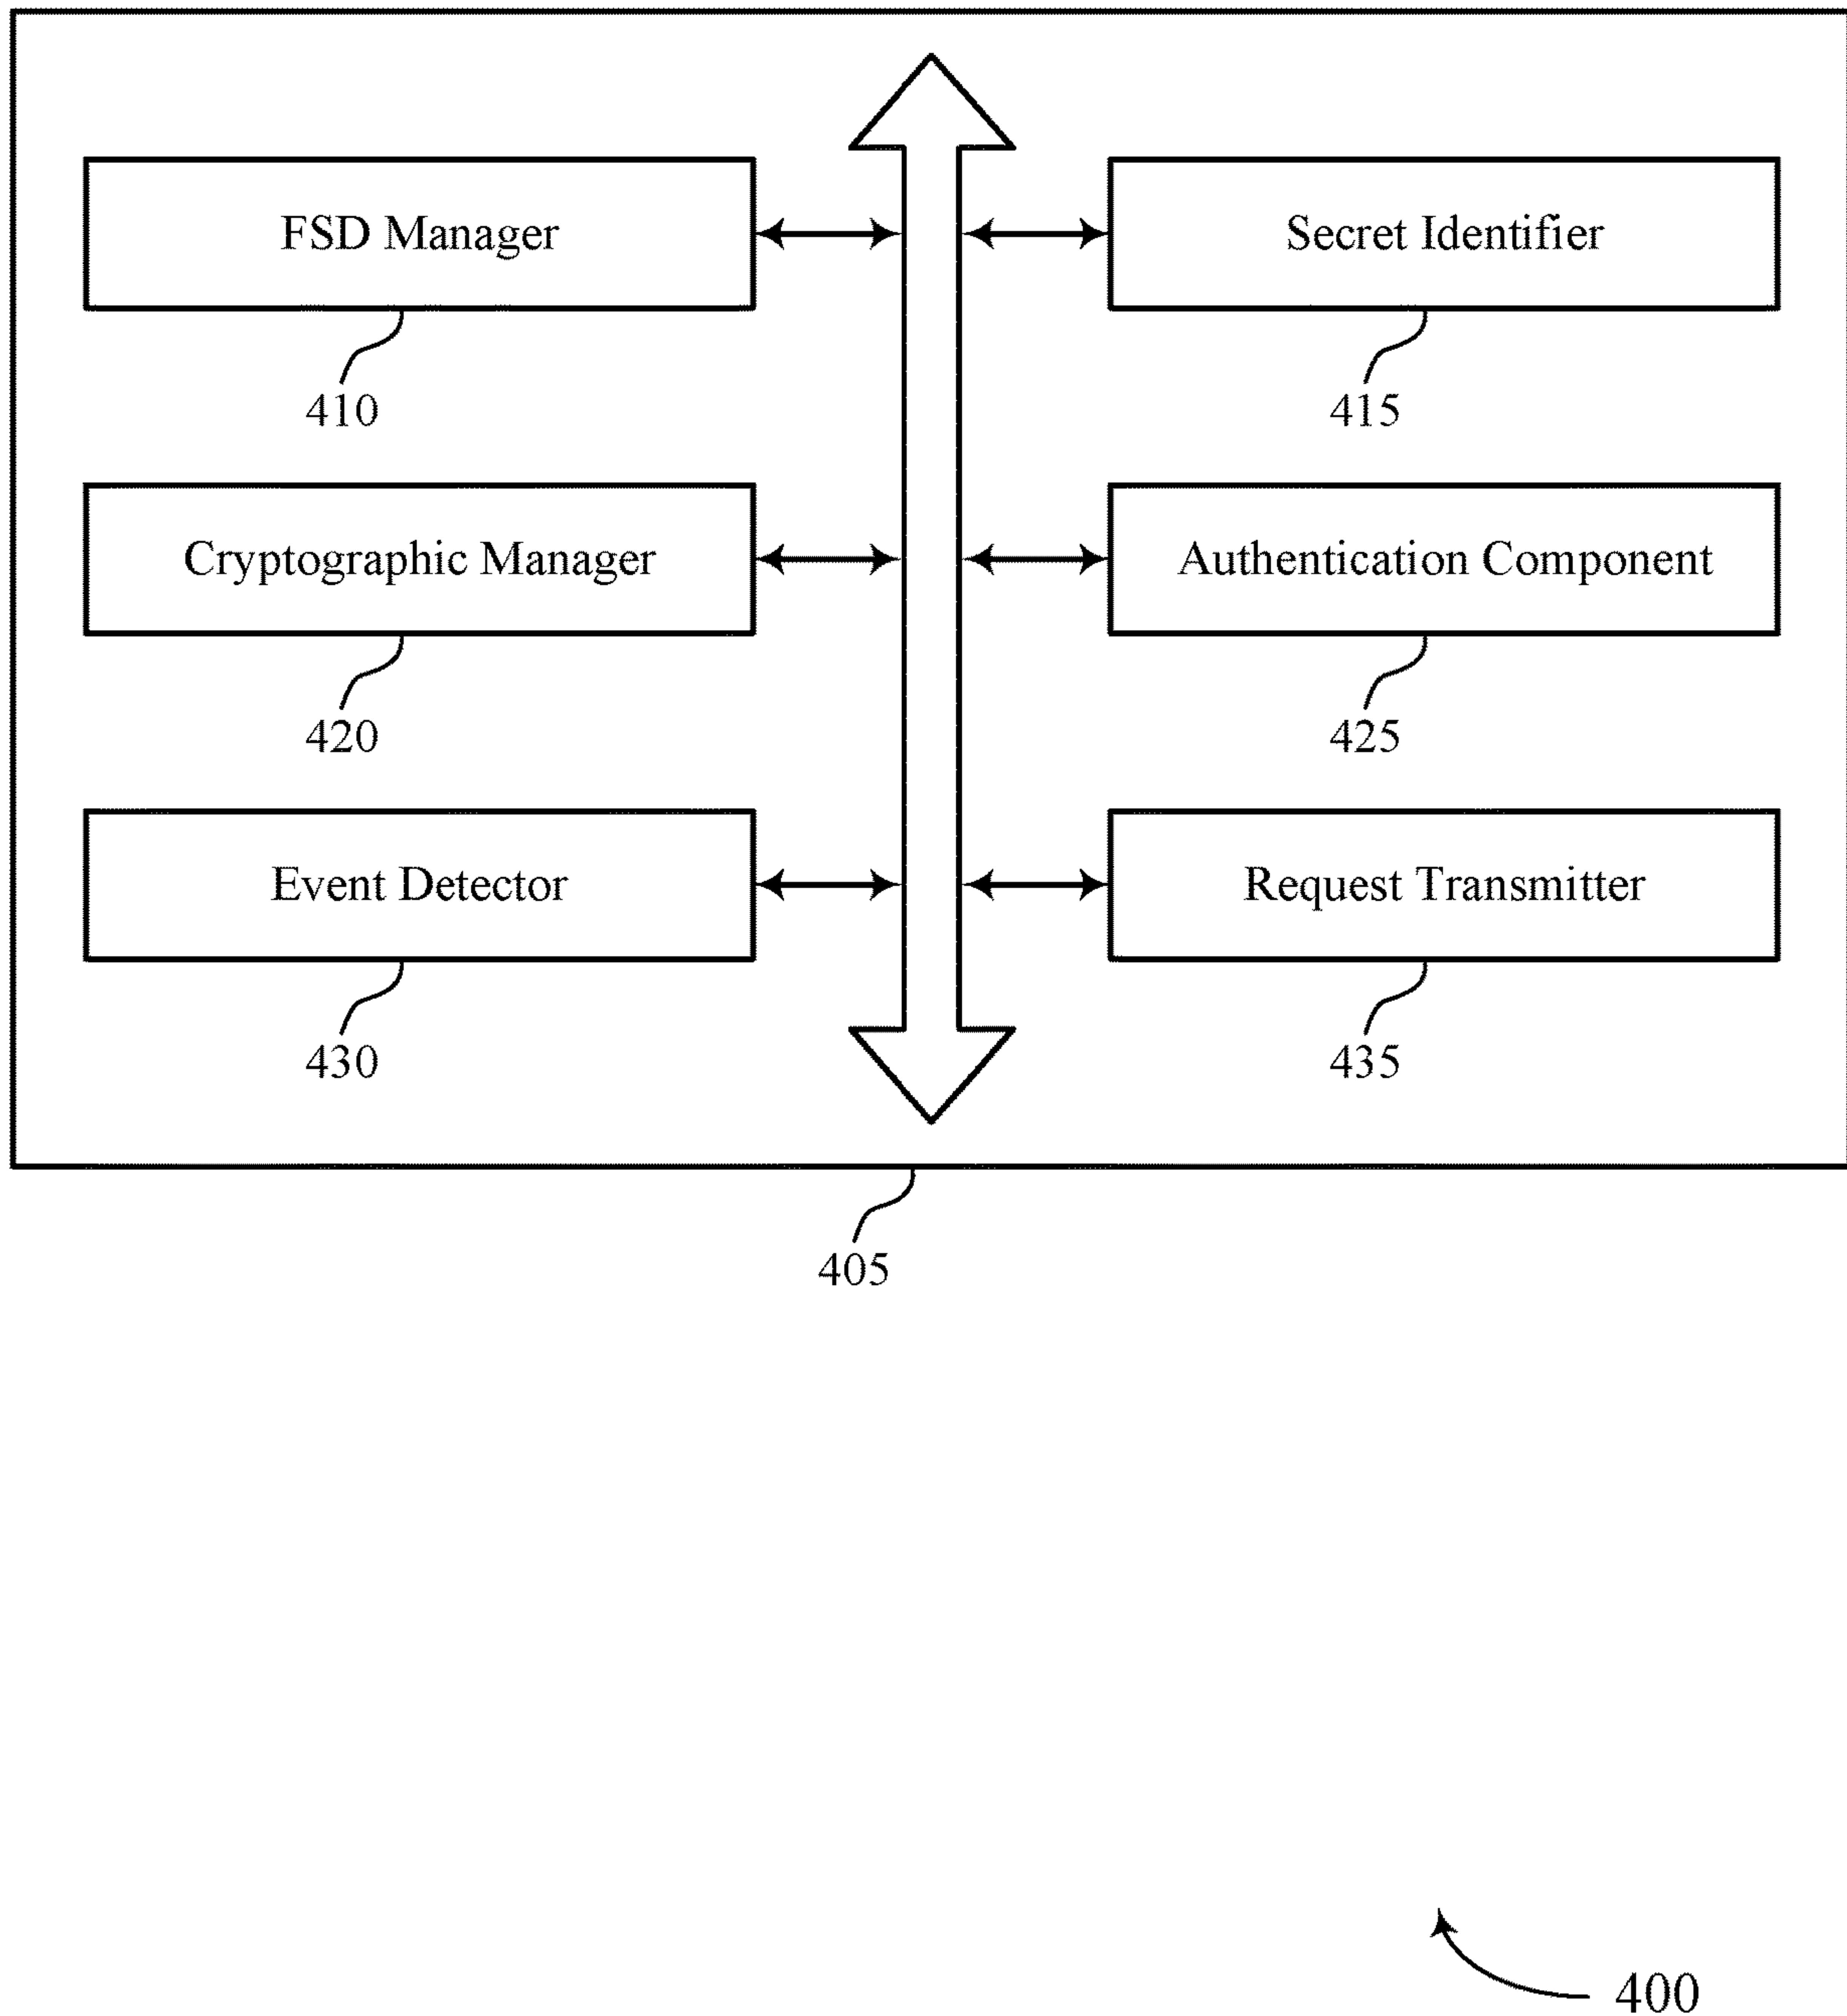 FSD Manager
Secret Identifier
410
415
Cryptographic Manager
Authentication Component
420
425
Event Detector
Request Transmitter
430
435
405
400